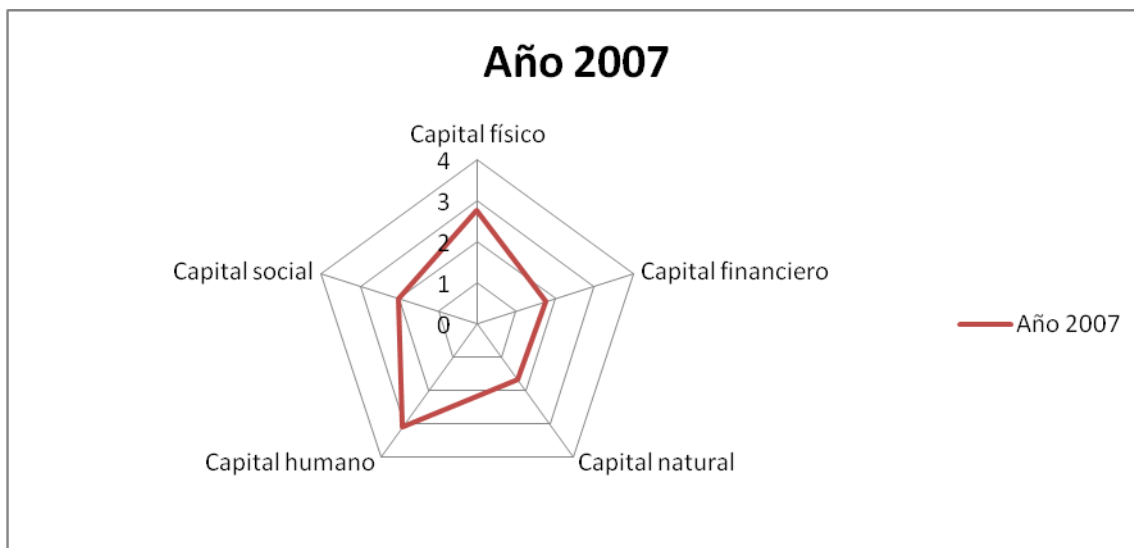 Año 2007
Capital físico
4
3
2
1
0
Capital social
Capital financiero
Año 2007
Capital humano
Capital natural